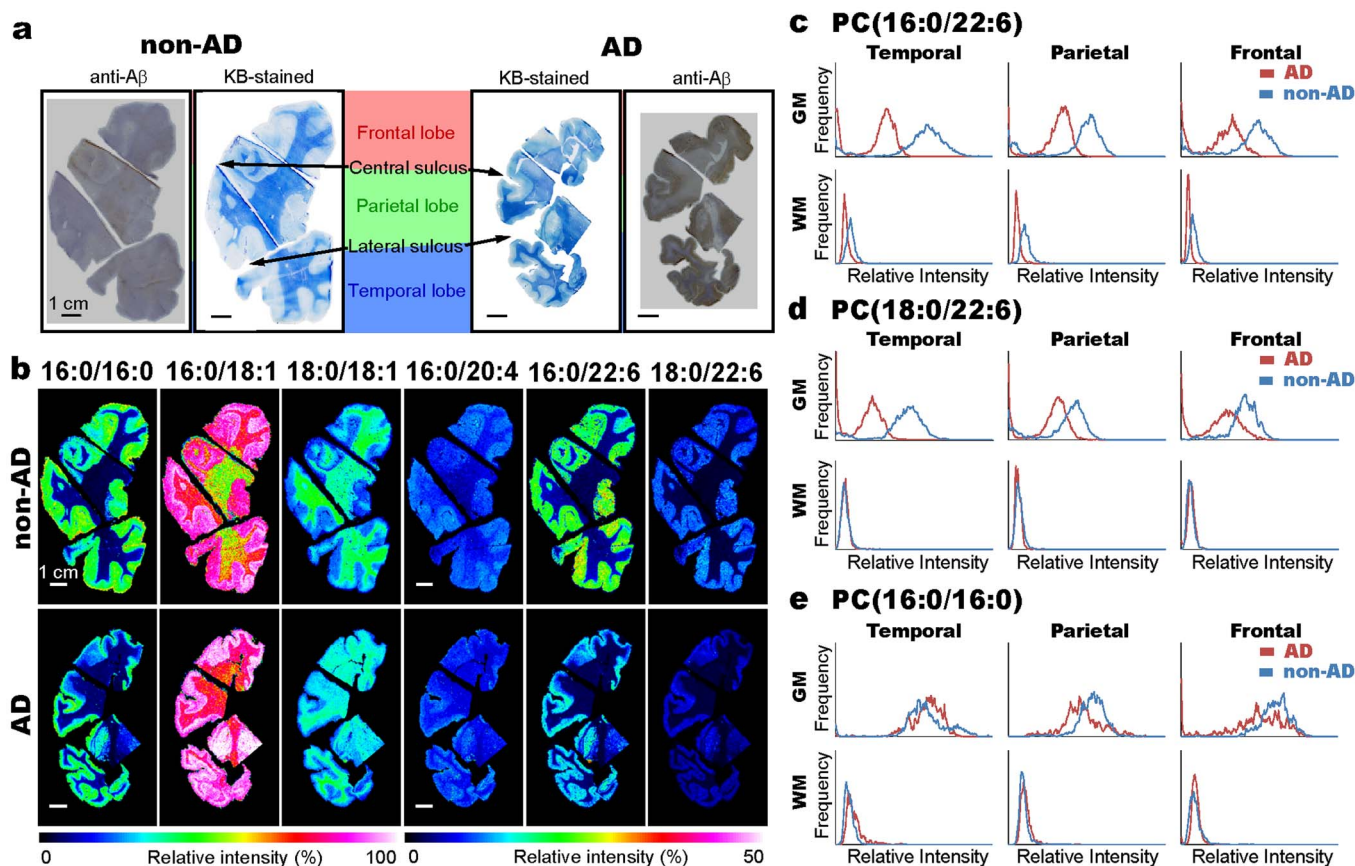 a
non-AD
AD
anti-Aβ
KB-stained
KB-stained
anti-Aβ
Frontal lobe
Central sulcus
Parietal lobe
Lateral sulcus
Temporal lobe
1 cm
b
16:0/16:0 16:0/18:1 18:0/18:1 16:0/20:4 16:0/22:6 18:0/22:6
non-AD
1 cm
AD
0 Relative intensity (%) 100
0 Relative intensity (%) 50
c PC(16:0/22:6)
Temporal Parietal Frontal
AD
non-AD
GM
Frequency
WM
Frequency
Relative Intensity Relative Intensity Relative Intensity
d PC(18:0/22:6)
Temporal Parietal Frontal
AD
non-AD
GM
Frequency
WM
Frequency
Relative Intensity Relative Intensity Relative Intensity
e PC(16:0/16:0)
Temporal Parietal Frontal
AD
non-AD
GM
Frequency
WM
Frequency
Relative Intensity Relative Intensity Relative Intensity